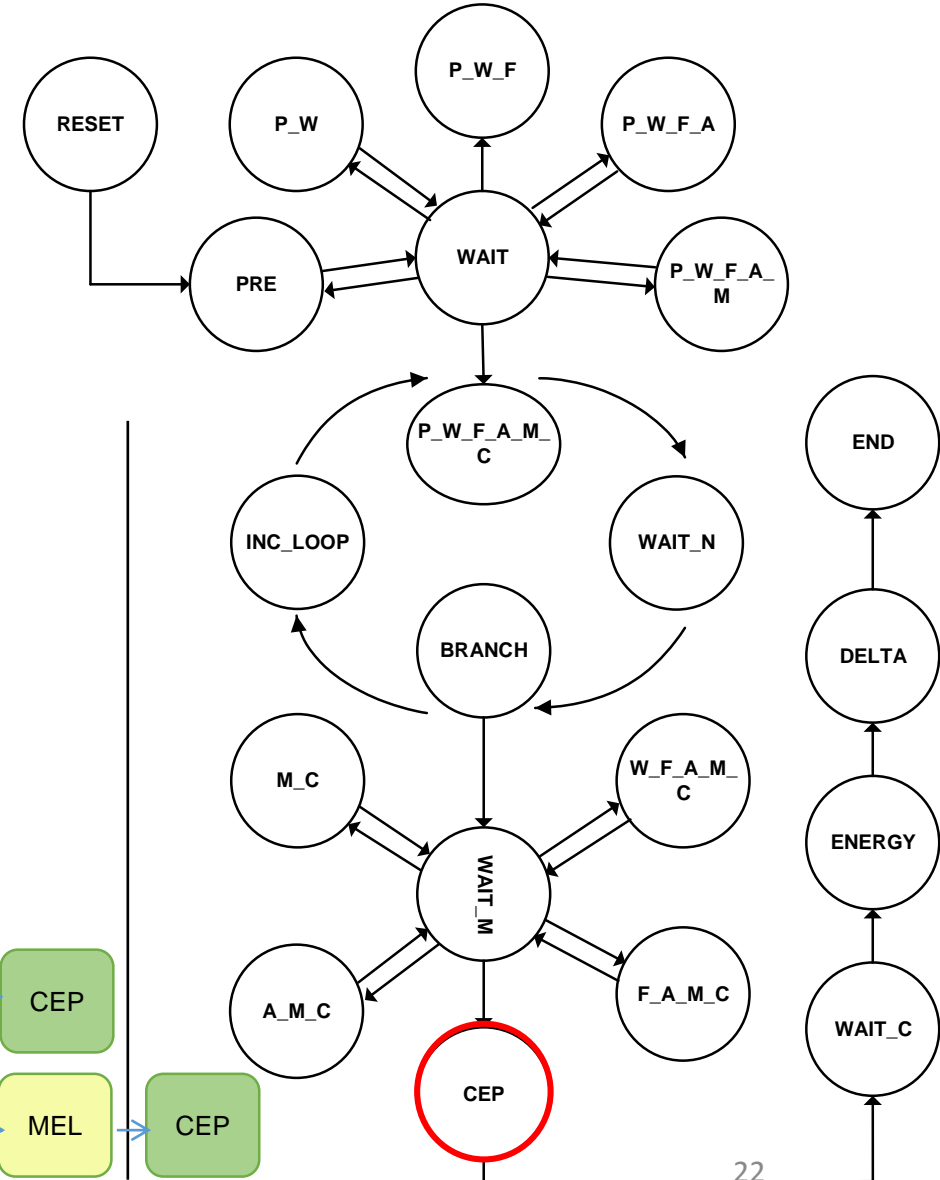 P_W_F
RESET
P_W
P_W_F_A
WAIT
PRE
P_W_F_A_
M
P_W_F_A_M_
C
END
INC_LOOP
WAIT_N
BRANCH
DELTA
M_C
W_F_A_M_
C
ENERGY
WAIT_M
CEP
A_M_C
F_A_M_C
WAIT_C
CEP
MEL
CEP
22